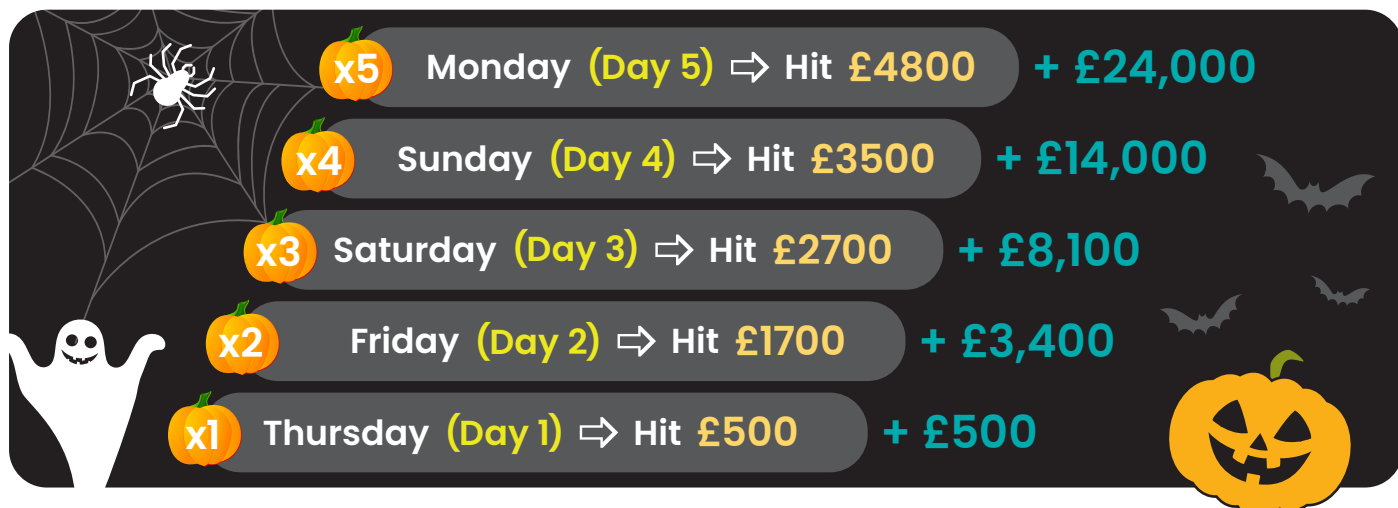 x5 Monday (Day 5) ⇨ Hit £4800 + £24,000
x4 Sunday (Day 4) ⇨ Hit £3500 + £14,000
x3 Saturday (Day 3) ⇨ Hit £2700 + £8,100
x2 Friday (Day 2) ⇨ Hit £1700 + £3,400
x1 Thursday (Day 1) ⇨ Hit £500 + £500